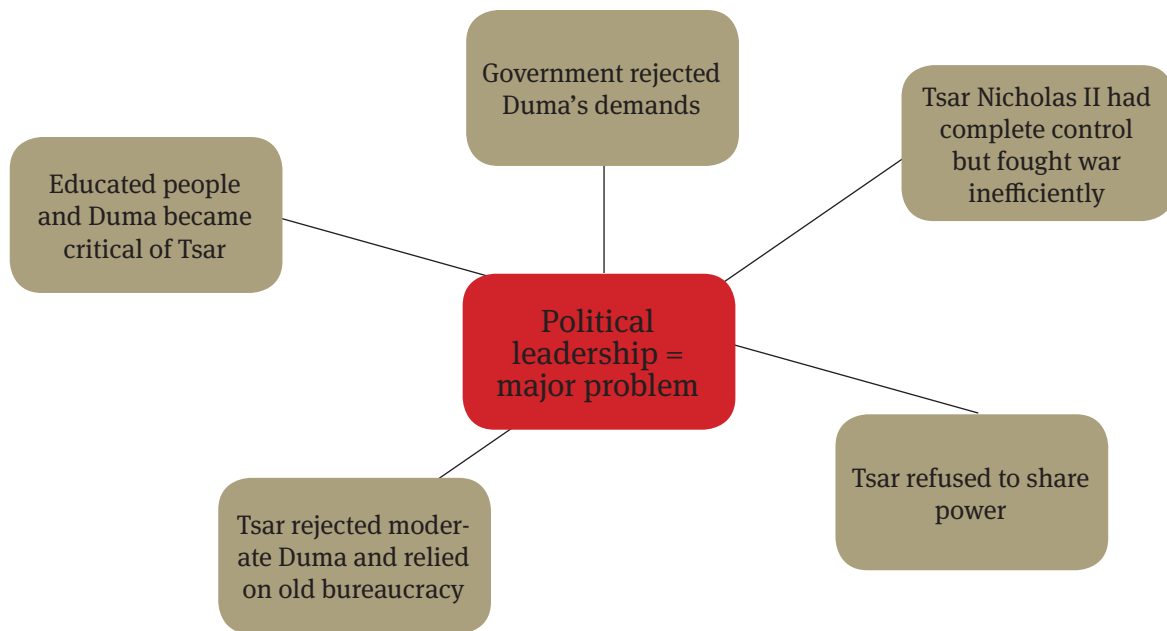 Government rejected
Duma’s demands
Tsar Nicholas II had
complete control
but fought war
inefficiently
Educated people
and Duma became
critical of Tsar
Political
leadership =
major problem
Tsar refused to share
power
Tsar rejected moder-
ate Duma and relied
on old bureaucracy